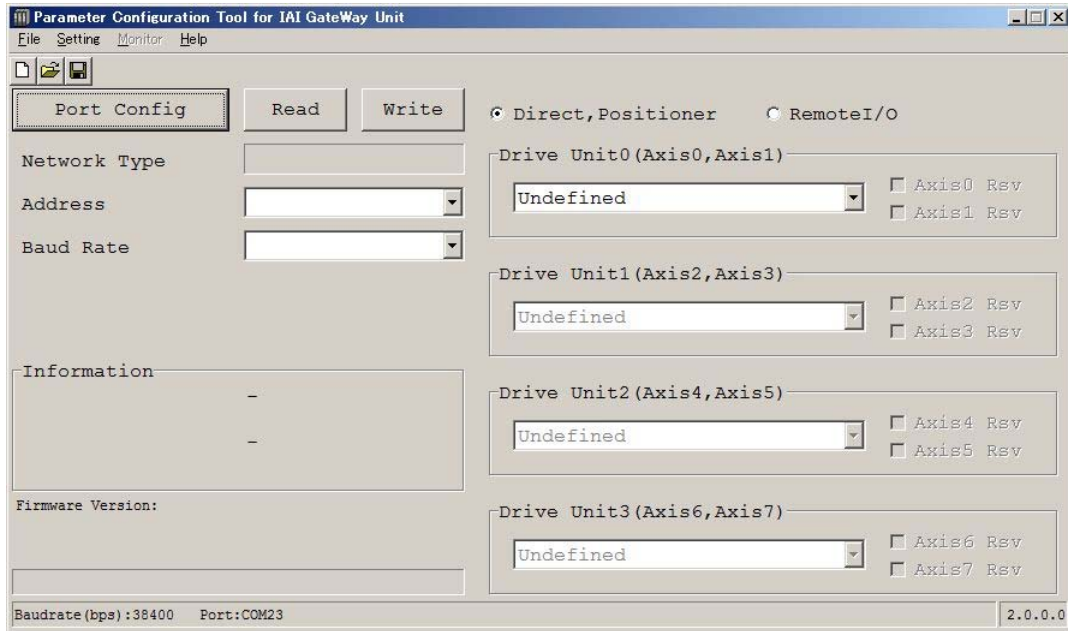 Parameter Configuration Tool for IAI GateWay Unit
File Setting Monitor Help
Port Config Read Write
Direct,Positioner RemoteI/O
Network Type
Address
Baud Rate
Drive Unit0(Axis0,Axis1)
Undefined
Axis0 Rsv
Axis1 Rsv
Drive Unit1(Axis2,Axis3)
Undefined
Axis2 Rsv
Axis3 Rsv
Information
-
-
Drive Unit2(Axis4,Axis5)
Undefined
Axis4 Rsv
Axis5 Rsv
Firmware Version:
Drive Unit3(Axis6,Axis7)
Undefined
Axis6 Rsv
Axis7 Rsv
Baudrate(bps):38400 Port:COM23 2.0.0.0